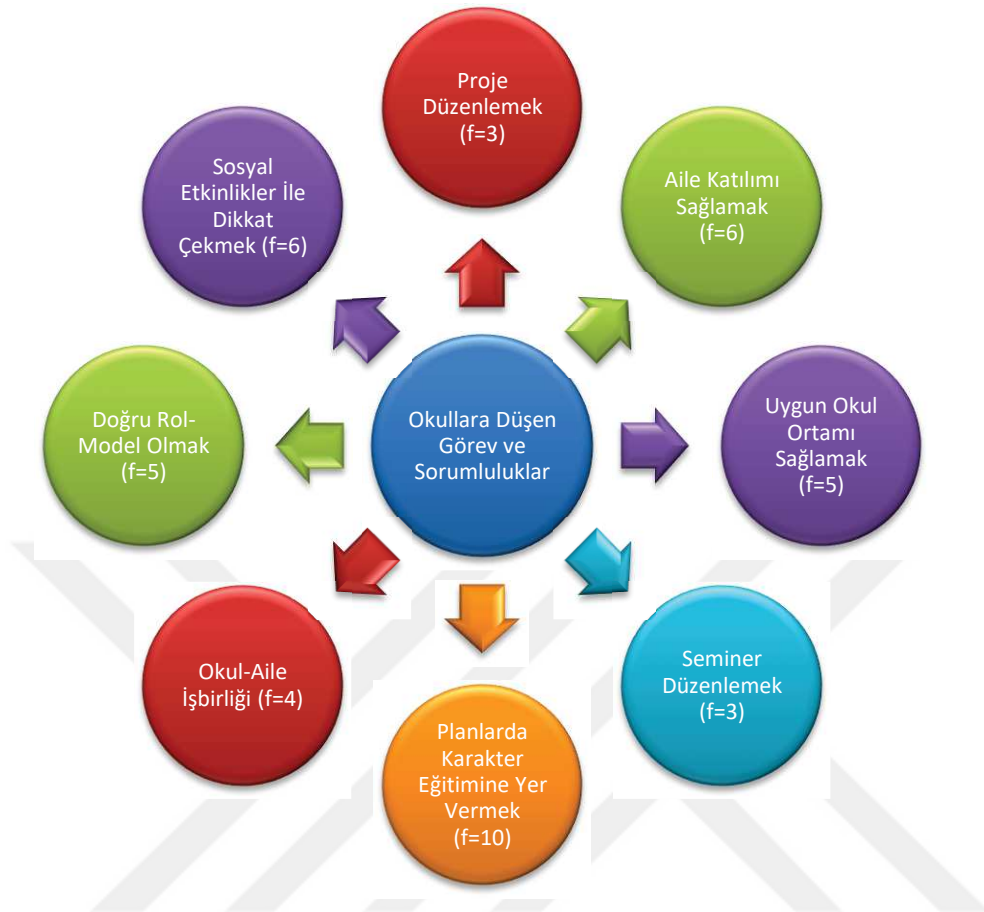 Proje
Düzenlemek
(f=3)
Aile Katılımı
Sağlamak
(f=6)
Uygun Okul
Ortamı
Sağlamak
(f=5)
Seminer
Düzenlemek
(f=3)
Planlarda
Karakter
Eğitimine Yer
Vermek
(f=10)
Okul-Aile
İşbirliği (f=4)
Doğru Rol-
Model Olmak
(f=5)
Sosyal
Etkinlikler İle
Dikkat
Çekmek (f=6)
Okullara Düşen
Görev ve
Sorumluluklar